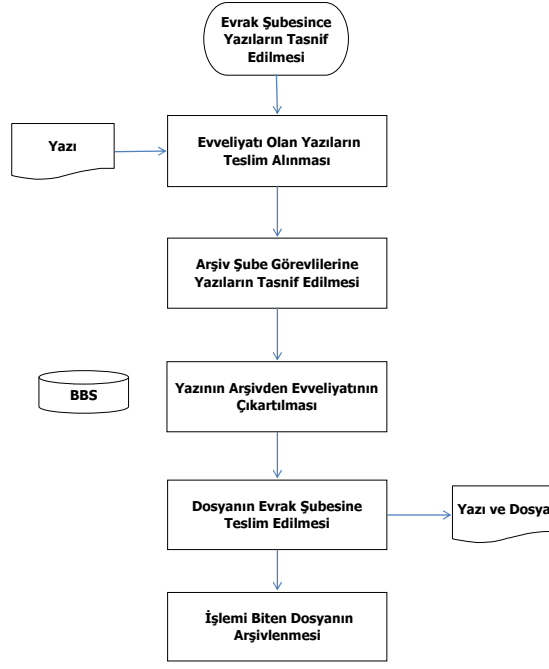 Evrak Şubesince
Yazıların Tasnif
Edilmesi
Yazı
Evveliyatı Olan Yazıların
Teslim Alınması
Arşiv Şube Görevlilerine
Yazıların Tasnif Edilmesi
BBS
Yazının Arşivden Evveliyatının
Çıkartılması
Dosyanın Evrak Şubesine
Teslim Edilmesi
Yazı ve Dosya
İşlemi Biten Dosyanın
Arşivlenmesi